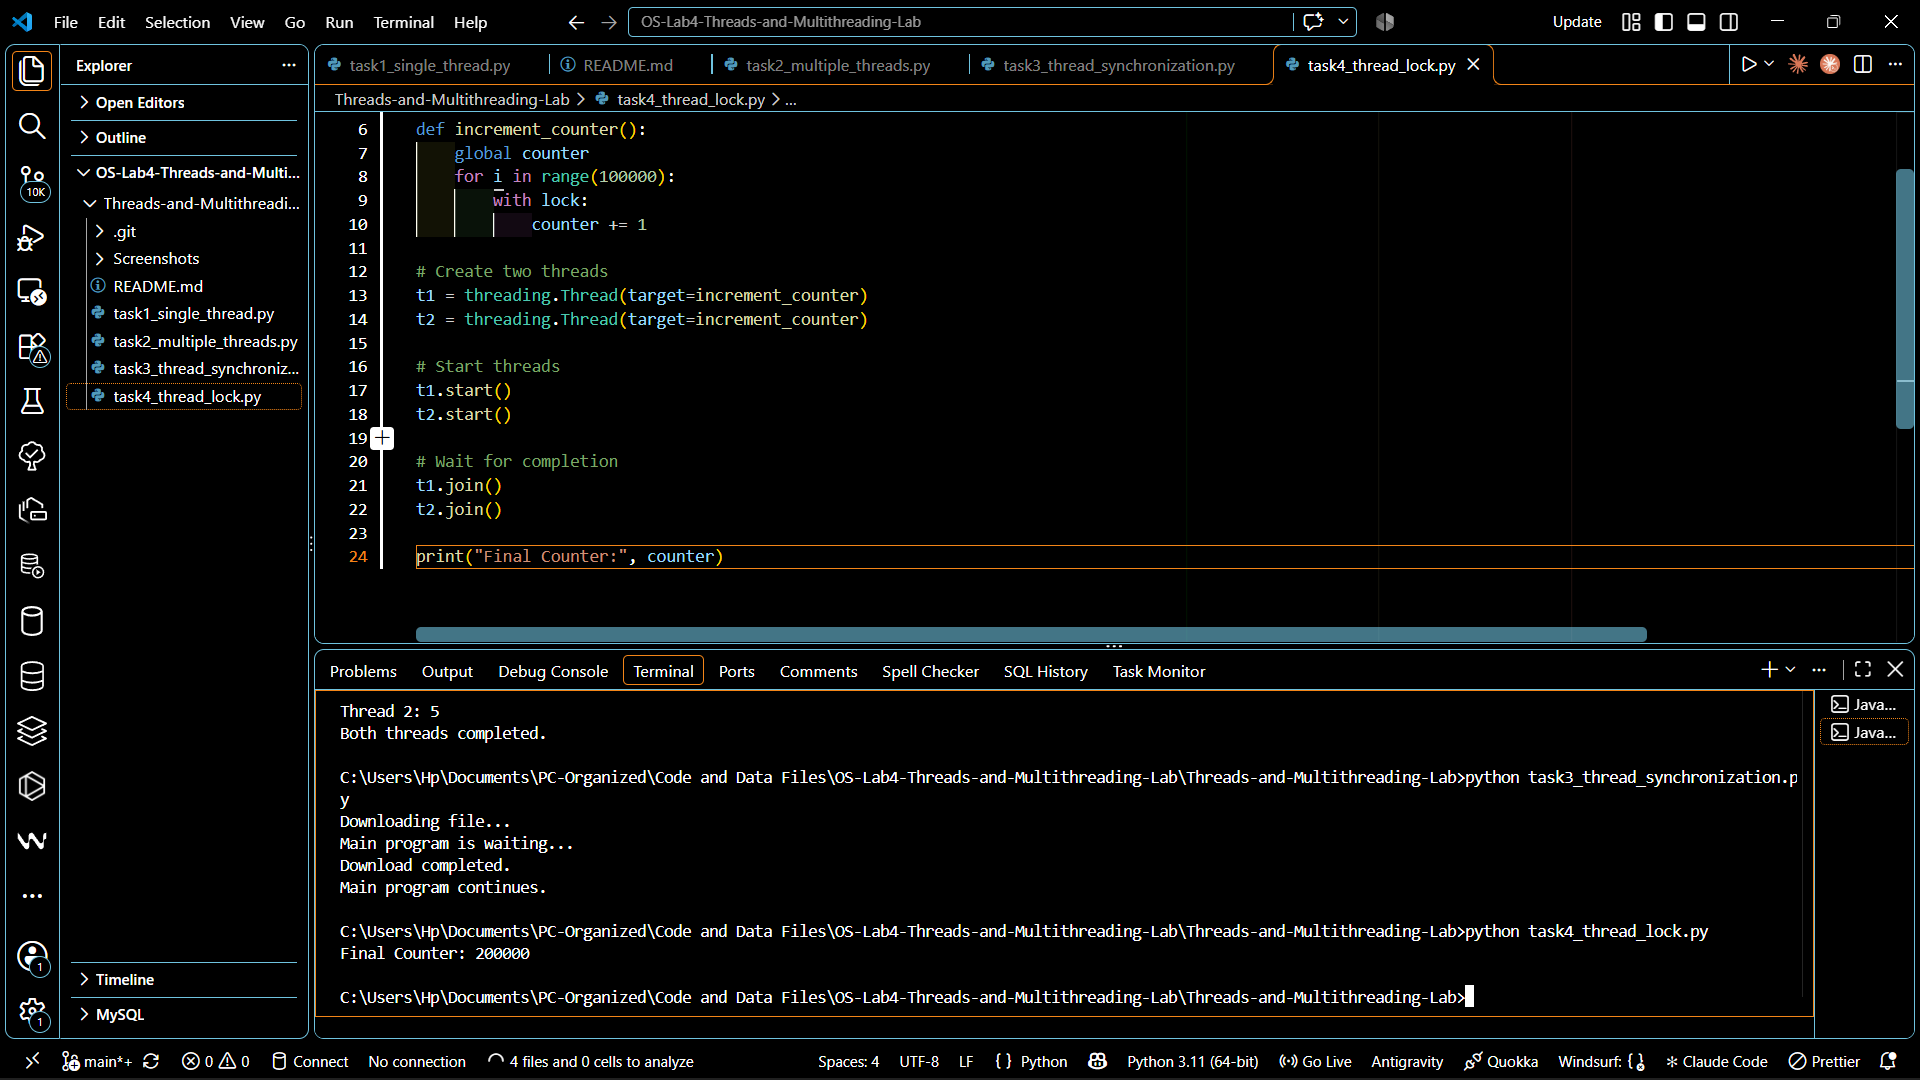 File Edit Selection View Go Run Terminal Help
OS-Lab4-Threads-and-Multithreading-Lab
Update
Explorer
Open Editors
Outline
OS-Lab4-Threads-and-Multi...
Threads-and-Multithreadi...
.git
Screenshots
README.md
task1_single_thread.py
task2_multiple_threads.py
task3_thread_synchroniz...
task4_thread_lock.py
Timeline
MySQL
10K
1
1
task1_single_thread.py README.md task2_multiple_threads.py task3_thread_synchronization.py task4_thread_lock.py
Threads-and-Multithreading-Lab > task4_thread_lock.py > ...
6 def increment_counter():
7 global counter
8 for i in range(100000):
9 with lock:
10 counter += 1
11
12 # Create two threads
13 t1 = threading.Thread(target=increment_counter)
14 t2 = threading.Thread(target=increment_counter)
15
16 # Start threads
17 t1.start()
18 t2.start()
19
20 # Wait for completion
21 t1.join()
22 t2.join()
23
24 print("Final Counter:", counter)
Problems Output Debug Console Terminal Ports Comments Spell Checker SQL History Task Monitor
Thread 2: 5
Both threads completed.
C:\Users\Hp\Documents\PC-Organized\Code and Data Files\OS-Lab4-Threads-and-Multithreading-Lab\Threads-and-Multithreading-Lab>python task3_thread_synchronization.p
y
Downloading file...
Main program is waiting...
Download completed.
Main program continues.
C:\Users\Hp\Documents\PC-Organized\Code and Data Files\OS-Lab4-Threads-and-Multithreading-Lab\Threads-and-Multithreading-Lab>python task4_thread_lock.py
Final Counter: 200000
C:\Users\Hp\Documents\PC-Organized\Code and Data Files\OS-Lab4-Threads-and-Multithreading-Lab\Threads-and-Multithreading-Lab>
Java...
Java...
main*+ 0 0 Connect No connection 4 files and 0 cells to analyze Spaces: 4 UTF-8 LF { } Python Python 3.11 (64-bit) Go Live Antigravity Quokka Windsurf: {} Claude Code Prettier